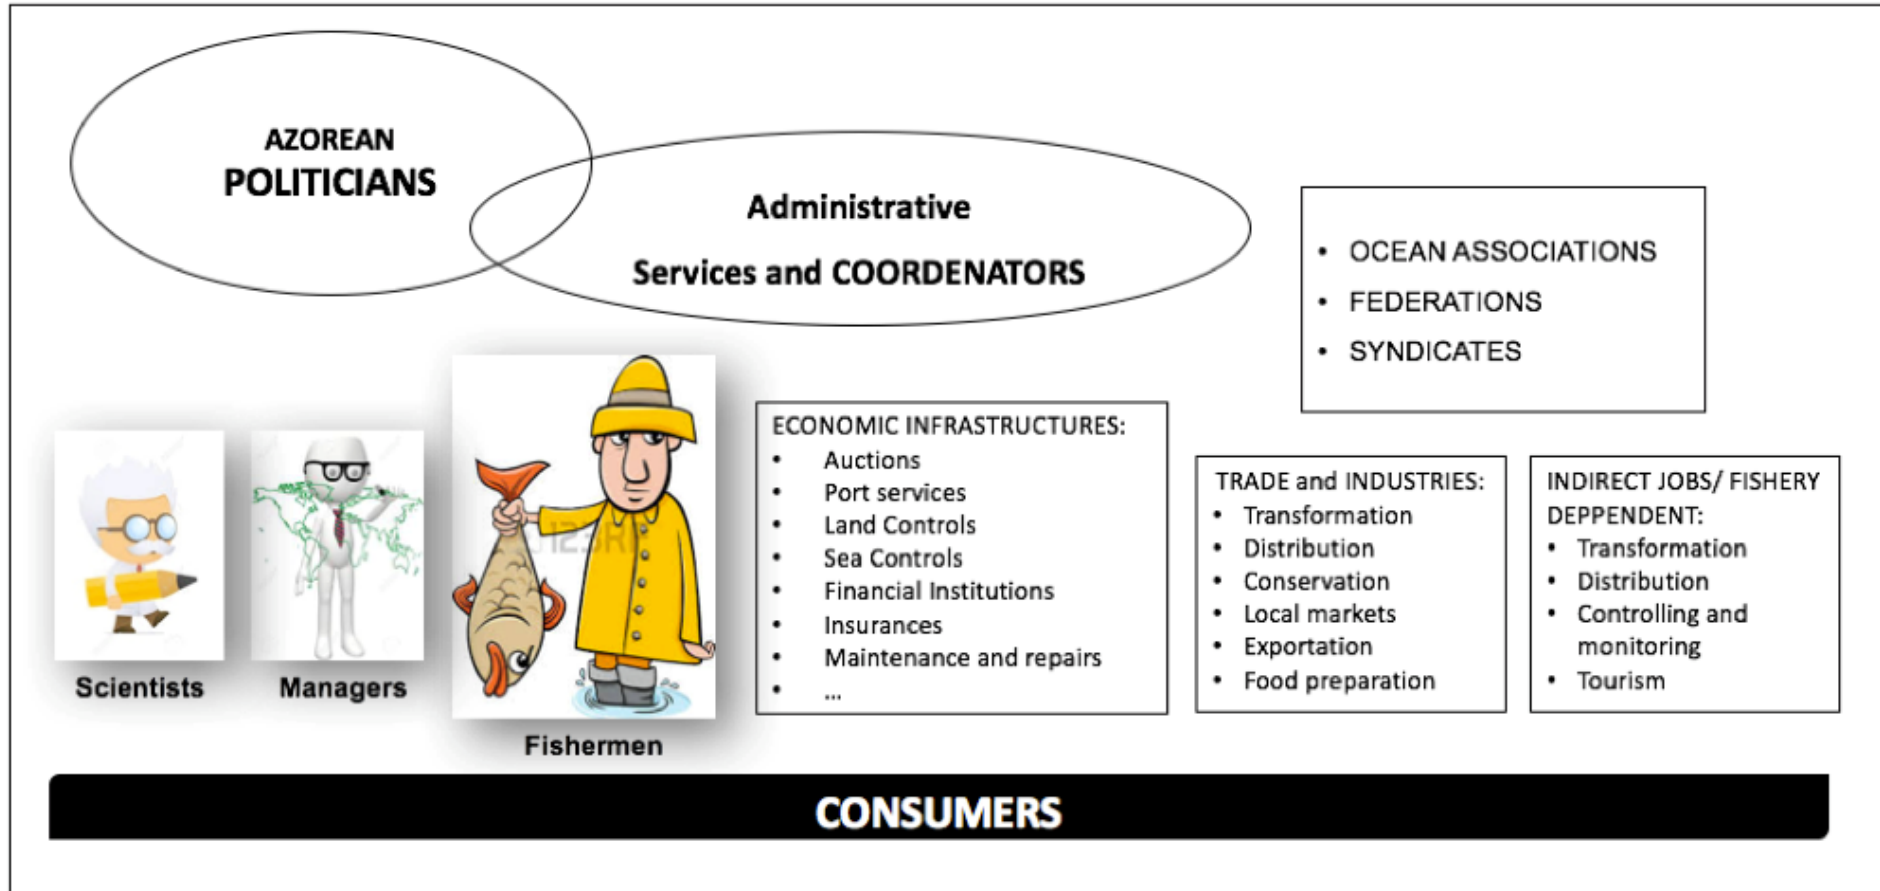 AZOREAN
POLITICIANS
Administrative
Services and COORDENATORS
• OCEAN ASSOCIATIONS
• FEDERATIONS
• SYNDICATES
Scientists
Managers
123RF
Fishermen
ECONOMIC INFRASTRUCTURES:
• Auctions
• Port services
• Land Controls
• Sea Controls
• Financial Institutions
• Insurances
• Maintenance and repairs
• ...
TRADE and INDUSTRIES:
• Transformation
• Distribution
• Conservation
• Local markets
• Exportation
• Food preparation
INDIRECT JOBS/ FISHERY
DEPPENDENT:
• Transformation
• Distribution
• Controlling and
monitoring
• Tourism
CONSUMERS